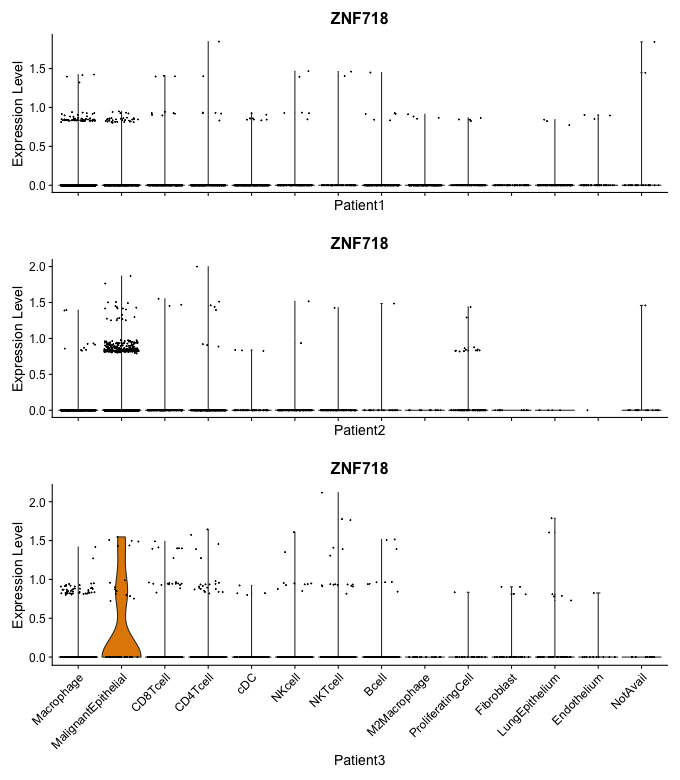 ZNF718
Expression Level
1.5
1.0
0.5
0.0
Patient1
ZNF718
Expression Level
2.0
1.5
1.0
0.5
0.0
Patient2
ZNF718
Expression Level
2.0
1.5
1.0
0.5
0.0
Macrophage
MalignantEpithelial
CD8Tcell
CD4Tcell
cDC
NKcell
NKTcell
Bcell
M2Macrophage
ProliferatingCell
Fibroblast
LungEpithelium
Endothelium
NotAvail
Patient3